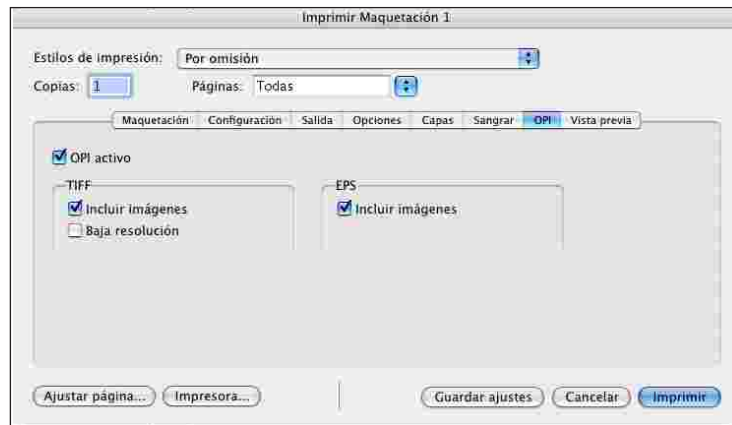 Imprimir Maquetación 1
Estilos de impresión: Por omisión
Copias: 1 Páginas: Todas
Maquetación Configuración Salida Opciones Capas Sangrar OPI Vista previa
OPI activo
TIFF EPS
Incluir imágenes Incluir imágenes
Baja resolución
Ajustar página... Impresora... Guardar ajustes Cancelar Imprimir